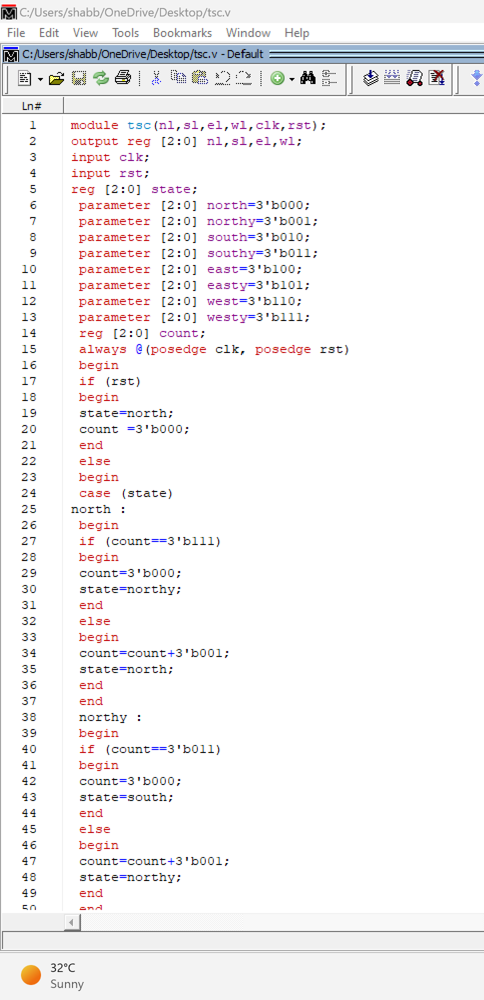 C:/Users/shabb/OneDrive/Desktop/tsc.v
File Edit View Tools Bookmarks Window Help
C:/Users/shabb/OneDrive/Desktop/tsc.v - Default
Ln#
1 module tsc(nl,sl,el,wl,clk,rst);
2 output reg [2:0] nl,sl,el,wl;
3 input clk;
4 input rst;
5 reg [2:0] state;
6 parameter [2:0] north=3'b000;
7 parameter [2:0] northy=3'b001;
8 parameter [2:0] south=3'b010;
9 parameter [2:0] southy=3'b011;
10 parameter [2:0] east=3'b100;
11 parameter [2:0] easty=3'b101;
12 parameter [2:0] west=3'b110;
13 parameter [2:0] westy=3'b111;
14 reg [2:0] count;
15 always @(posedge clk, posedge rst)
16 begin
17 if (rst)
18 begin
19 state=north;
20 count =3'b000;
21 end
22 else
23 begin
24 case (state)
25 north :
26 begin
27 if (count==3'b111)
28 begin
29 count=3'b000;
30 state=northy;
31 end
32 else
33 begin
34 count=count+3'b001;
35 state=north;
36 end
37 end
38 northy :
39 begin
40 if (count==3'b011)
41 begin
42 count=3'b000;
43 state=south;
44 end
45 else
46 begin
47 count=count+3'b001;
48 state=northy;
49 end
50 end
32°C
Sunny